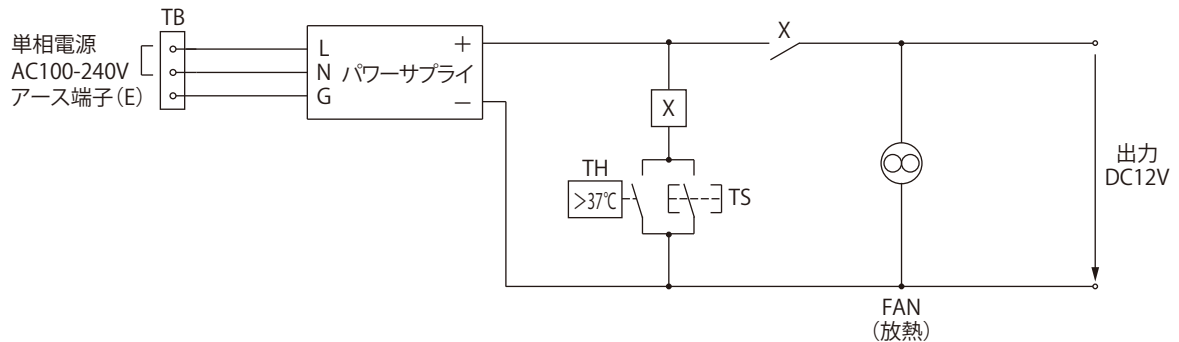 TB
単相電源
AC100-240V
アース端子(E)
L
N
G
パワーサプライ
+
−
X
X
TH
>37℃
TS
FAN
(放熱)
出力
DC12V